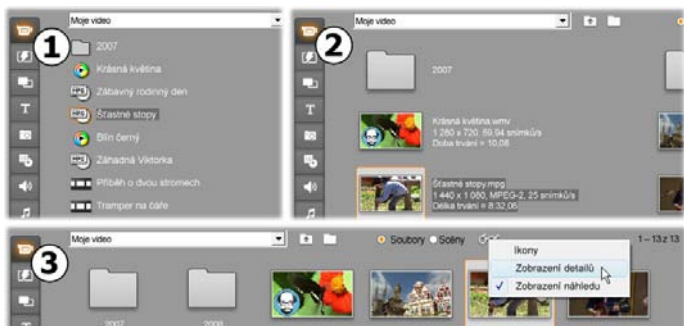 Moje video
1
2007
Krásná květina
Zábavný rodinný den
Šťastné stopy
Blín černý
Záhadná Viktorka
Příběh o dvou stromech
Tramper na čáře
Moje video
2
2007
Krásná květina.wmv
1 280 x 720, 59,94 snímků/s
Doba trvání = 10,08
Šťastné stopy.mpg
1 440 x 1 080, MPEG-2, 25 snímků/s
Délka trvání = 8:32,06
Moje video
3
Soubory Scény
1 – 13 z 13
Ikony
Zobrazení detailů
Zobrazení náhledu
2007
2008